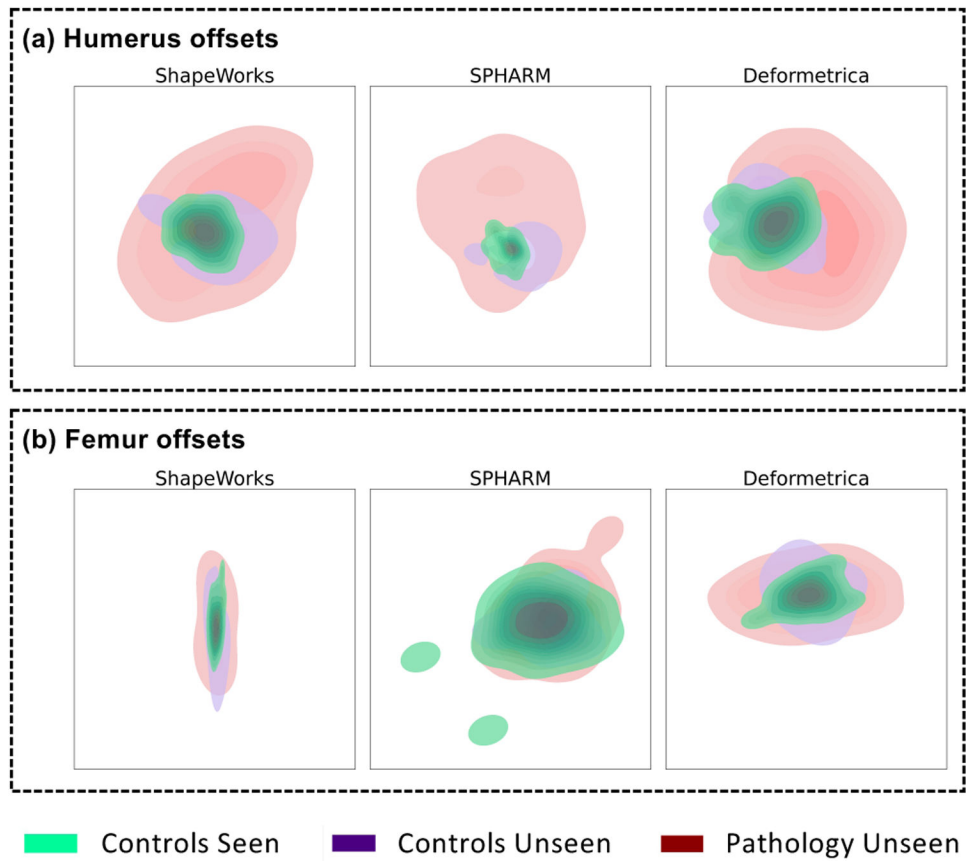 (a) Humerus offsets
ShapeWorks SPHARM Deformetrica
(b) Femur offsets
ShapeWorks SPHARM Deformetrica
Controls Seen Controls Unseen Pathology Unseen